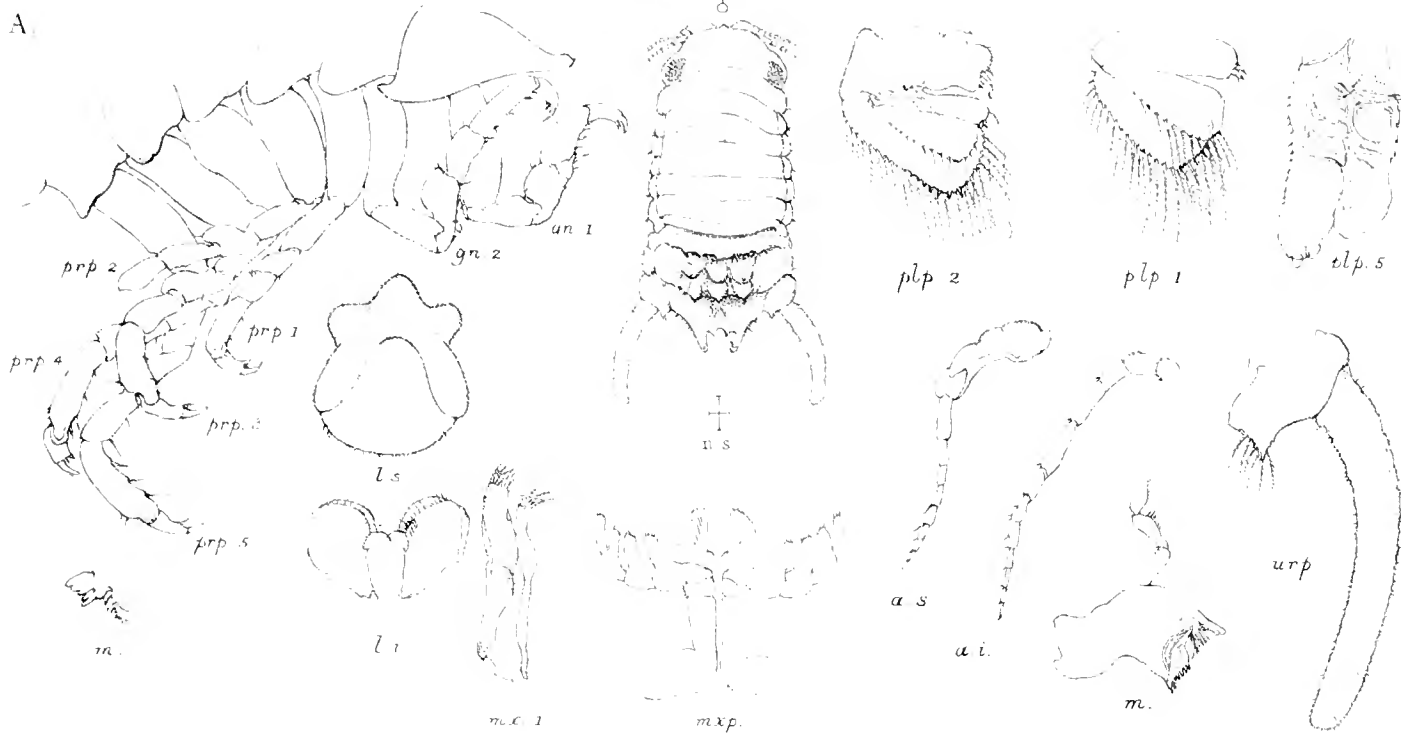 A
prp 2
gn. 2
un. 1
plp 2
plp 1
plp. 5
prp 1
prp 4
prp. 3
n s
l s
prp. 5
urp
a s
m.
l 1
a.i.
mx. 1
mxp.
m.